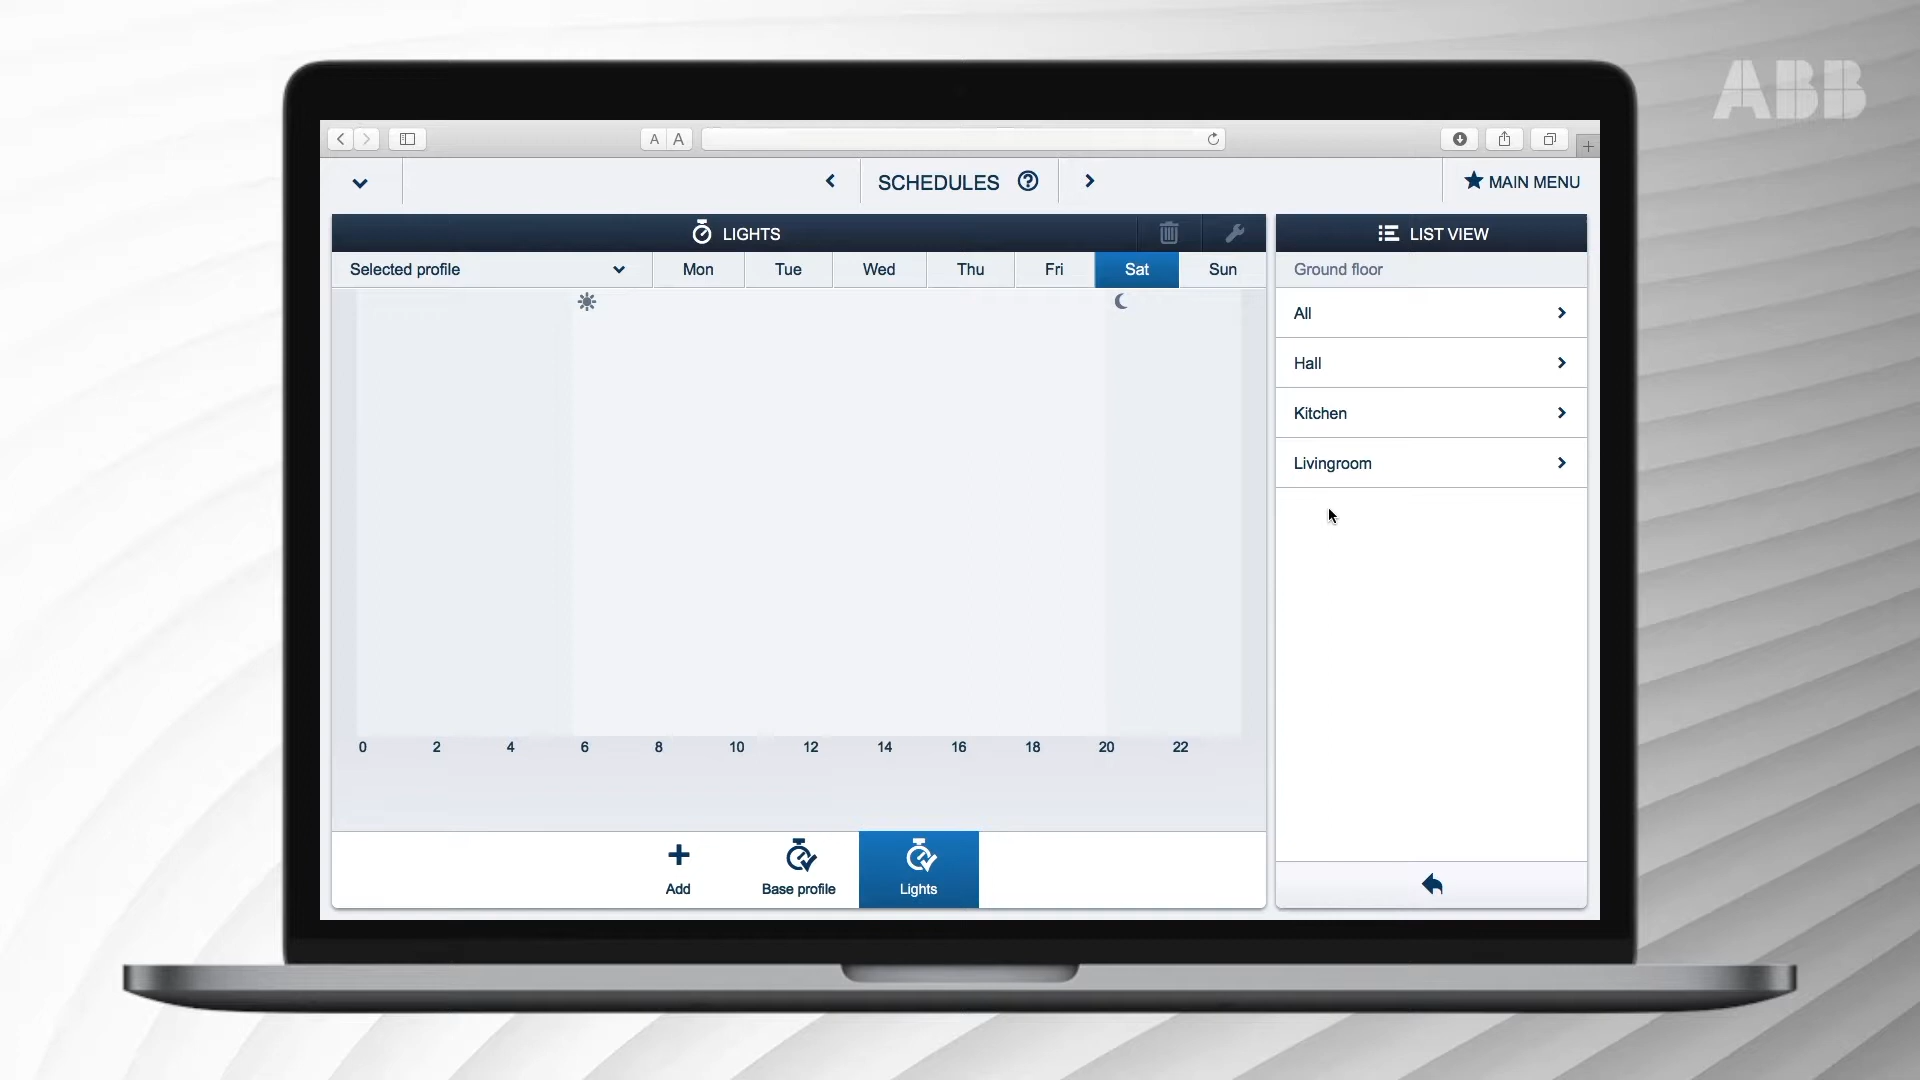 ABB
A A
SCHEDULES ?
MAIN MENU
LIGHTS
LIST VIEW
Selected profile
Mon Tue Wed Thu Fri Sat Sun
Ground floor
All
Hall
Kitchen
Livingroom
0 2 4 6 8 10 12 14 16 18 20 22
Add
Base profile
Lights